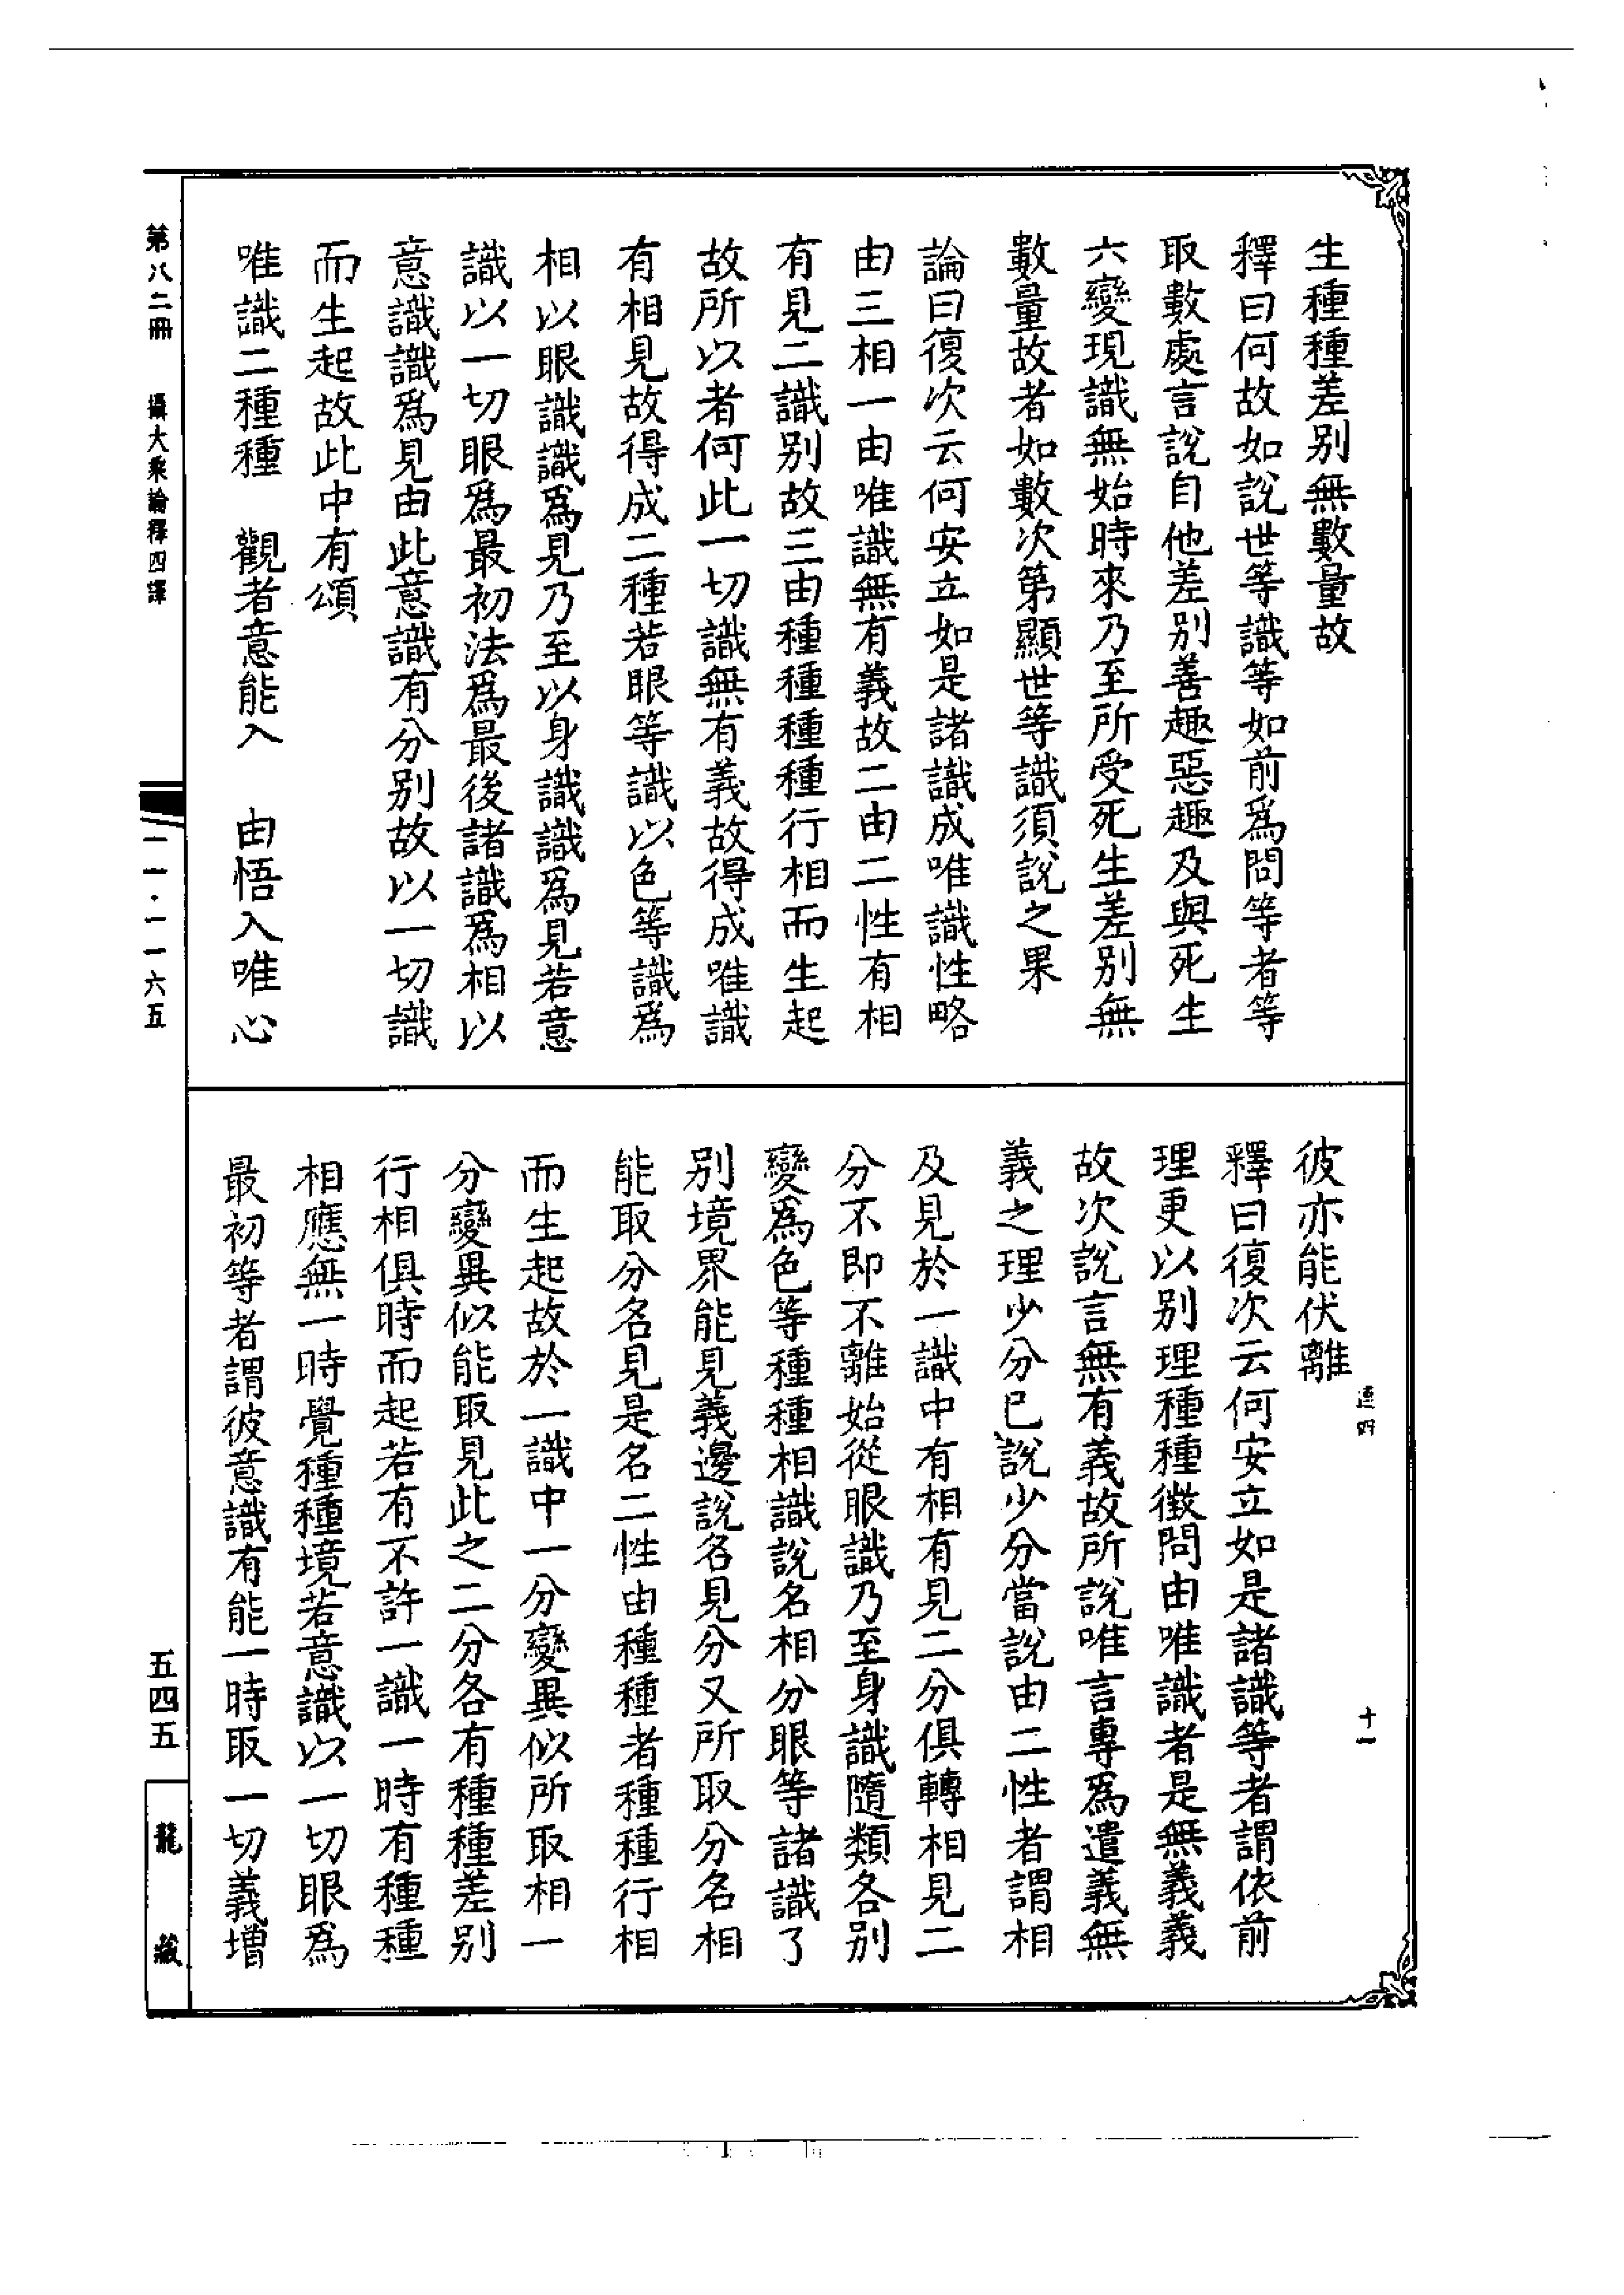 生種種差別無數量故
釋曰何故如說世等識等如前爲問等者等
取數處言說自他差別善趣惡趣及與死生
六變現識無始時來乃至所受死生差別無
數量故者如數次第顯世等識須說之果
論曰復次云何安立如是諸識成唯識性略
由三相一由唯識無有義故二由二性有相
有見二識別故三由種種種種行相而生起
故所以者何此一切識無有義故得成唯識
有相見故得成二種若眼等識以色等識爲
相以眼識識爲見乃至以身識識爲見若意
識以一切眼爲最初法爲最後諸識爲相以
意識識爲見由此意識有分別故以一切識
而生起故此中有頌
唯識二種種　觀者意能入　由悟入唯心
彼亦能伏離
釋曰復次云何安立如是諸識等者謂依前
理更以別理種種徵問由唯識者是無義義
故次說言無有義故所說唯言專爲遣義無
義之理少分已說少分當說由二性者謂相
及見於一識中有相有見二分俱轉相見二
分不即不離始從眼識乃至身識隨類各別
變爲色等種種相識說名相分眼等諸識了
別境界能見義邊說名見分又所取分名相
能取分名見是名二性由種種者種種行相
而生起故於一識中一分變異似所取相一
分變異似能取見此之二分各有種種差別
行相俱時而起若有不許一識一時有種種
相應無一時覺種種境若意識以一切眼爲
最初等者謂彼意識有能一時取一切義增
十一
第八二冊　攝大乘論釋四譯
一一·一一六五
五四五
龍藏